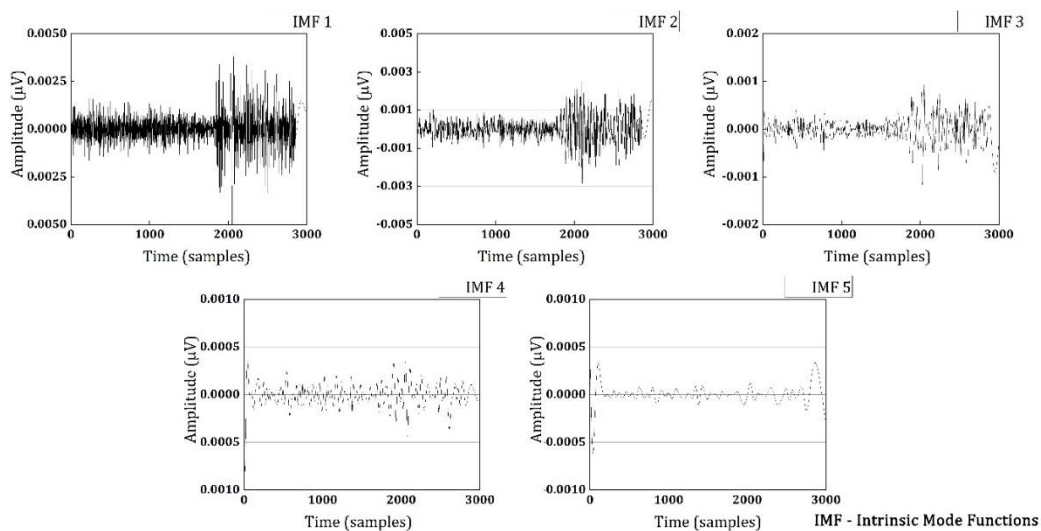 IMF 1
IMF 2
IMF 3
Amplitude (μV)
0.0050
0.0025
0.0000
0.0025
0.0050
0 1000 2000 3000
Time (samples)
Amplitude (μV)
0.005
0.003
0.001
-0.001
-0.003
-0.005
0 1000 2000 3000
Time (samples)
Amplitude (μV)
0.002
0.001
0.000
-0.001
-0.002
0 1000 2000 3000
Time (samples)
IMF 4
IMF 5
Amplitude (μV)
0.0010
0.0005
0.0000
0.0005
0.0010
0 1000 2000 3000
Time (samples)
Amplitude (μV)
0.0010
0.0005
0.0000
-0.0005
-0.0010
0 1000 2000 3000
Time (samples)
IMF - Intrinsic Mode Functions